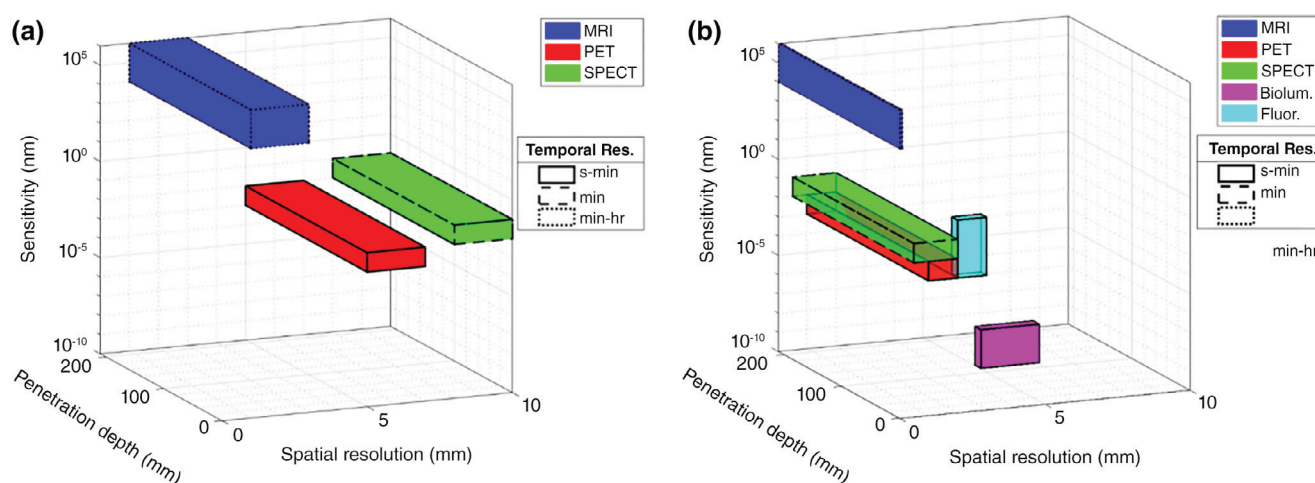 (a)
MRI
PET
SPECT
Temporal Res.
s-min
min
min-hr
10^5
10^0
10^-5
10^-10
Sensitivity (nm)
200
100
0
Penetration depth (mm)
0
5
10
Spatial resolution (mm)
(b)
MRI
PET
SPECT
Biolum.
Fluor.
Temporal Res.
s-min
min
min-hr
10^5
10^0
10^-5
10^-10
Sensitivity (nm)
200
100
0
Penetration depth (mm)
0
5
10
Spatial resolution (mm)